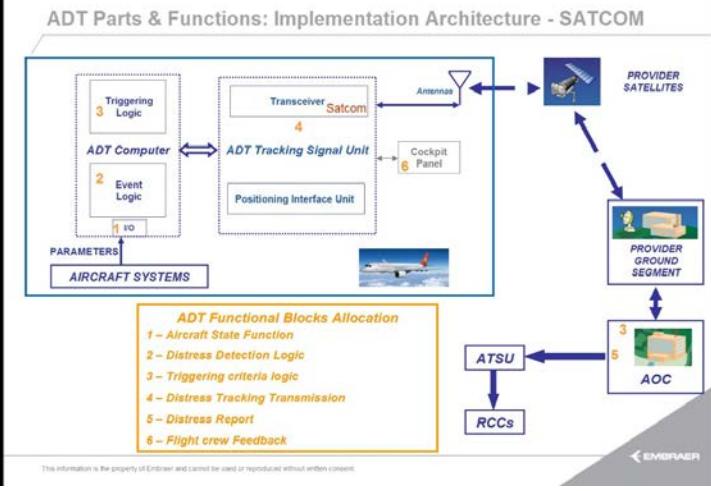 ADT Parts & Functions: Implementation Architecture - SATCOM
3
Triggering
Logic
ADT Computer
2
Event
Logic
1 I/O
PARAMETERS
AIRCRAFT SYSTEMS
Transceiver
Satcom
4
ADT Tracking Signal Unit
Positioning Interface Unit
Antennas
Cockpit
6 Panel
PROVIDER
SATELLITES
PROVIDER
GROUND
SEGMENT
3
5
AOC
ATSU
RCCs
ADT Functional Blocks Allocation
1 – Aircraft State Function
2 – Distress Detection Logic
3 – Triggering criteria logic
4 – Distress Tracking Transmission
5 – Distress Report
6 – Flight crew Feedback
This information is the property of Embraer and cannot be used or reproduced without written consent.
EMBRAER